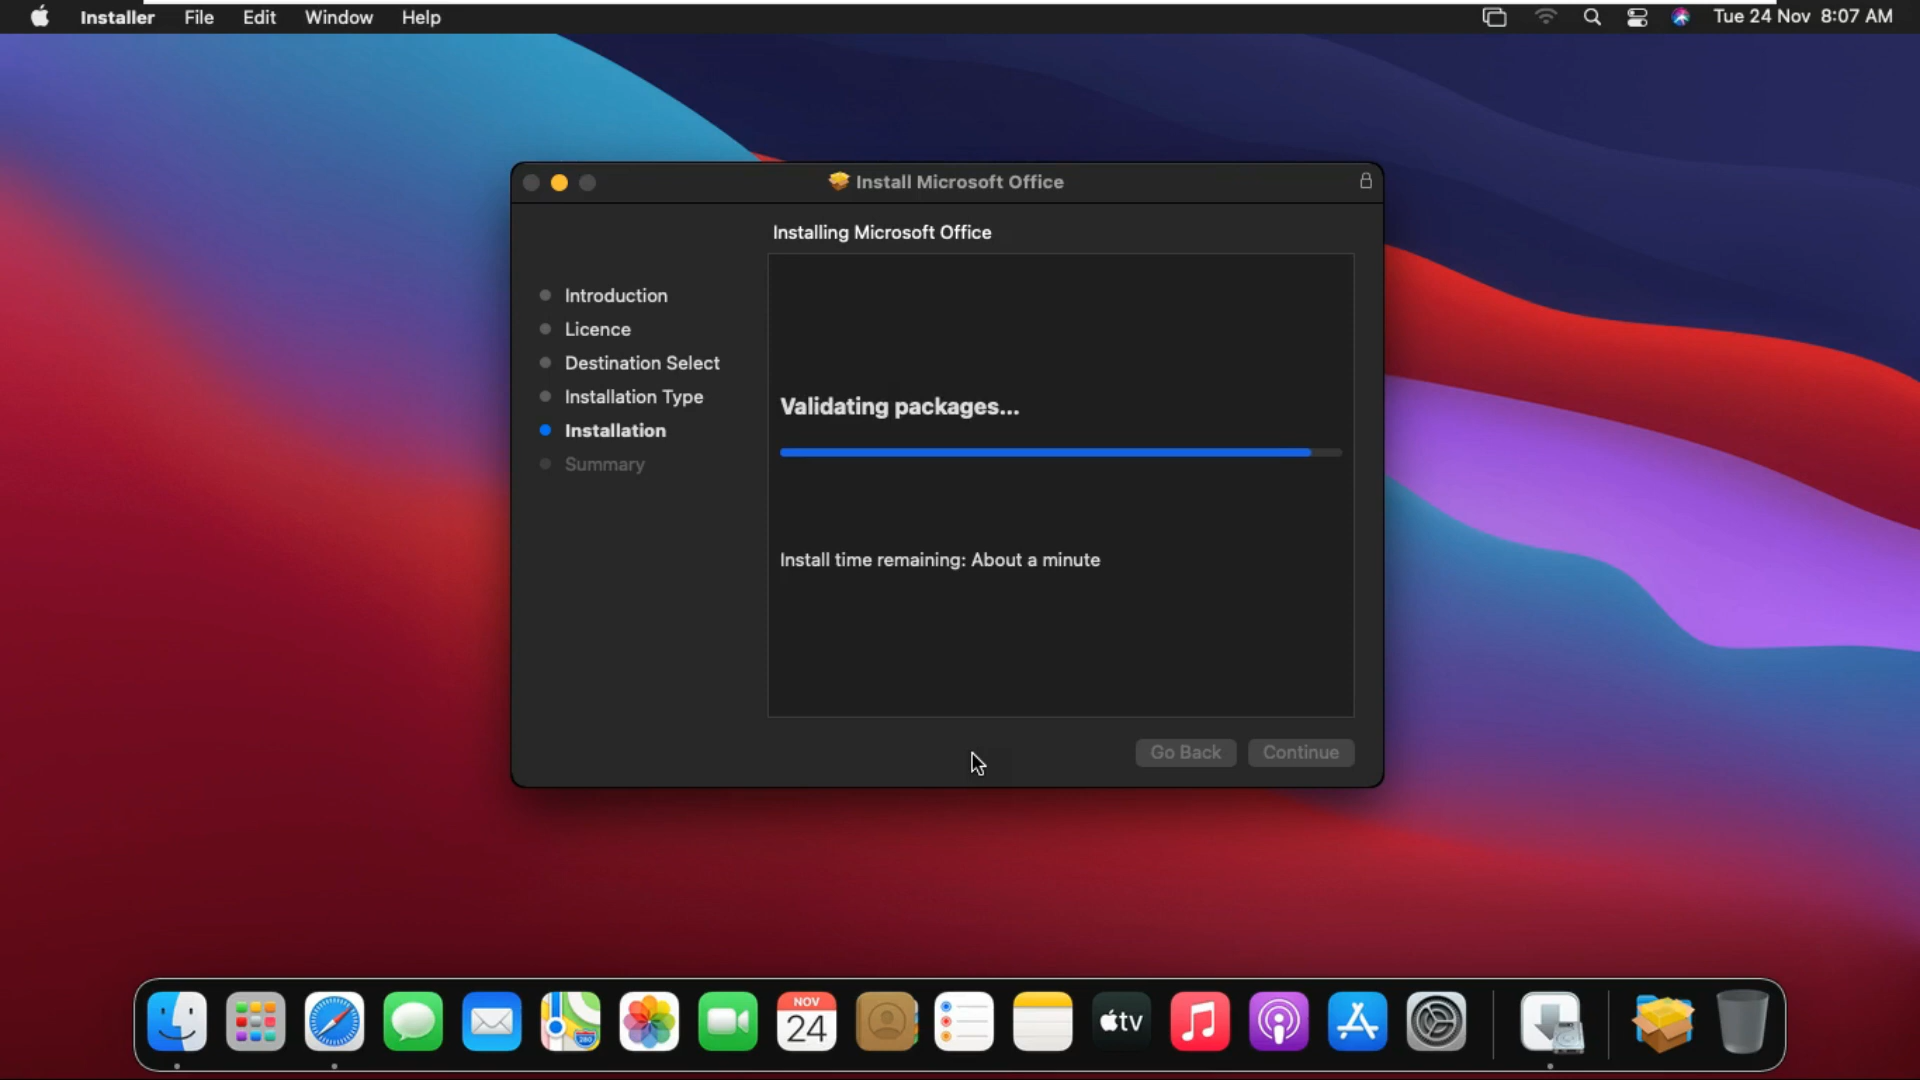 Installer File Edit Window Help Tue 24 Nov 8:07 AM
Install Microsoft Office
Installing Microsoft Office
Introduction
Licence
Destination Select
Installation Type
Installation
Summary
Validating packages...
Install time remaining: About a minute
Go Back Continue
280
NOV
24
tv